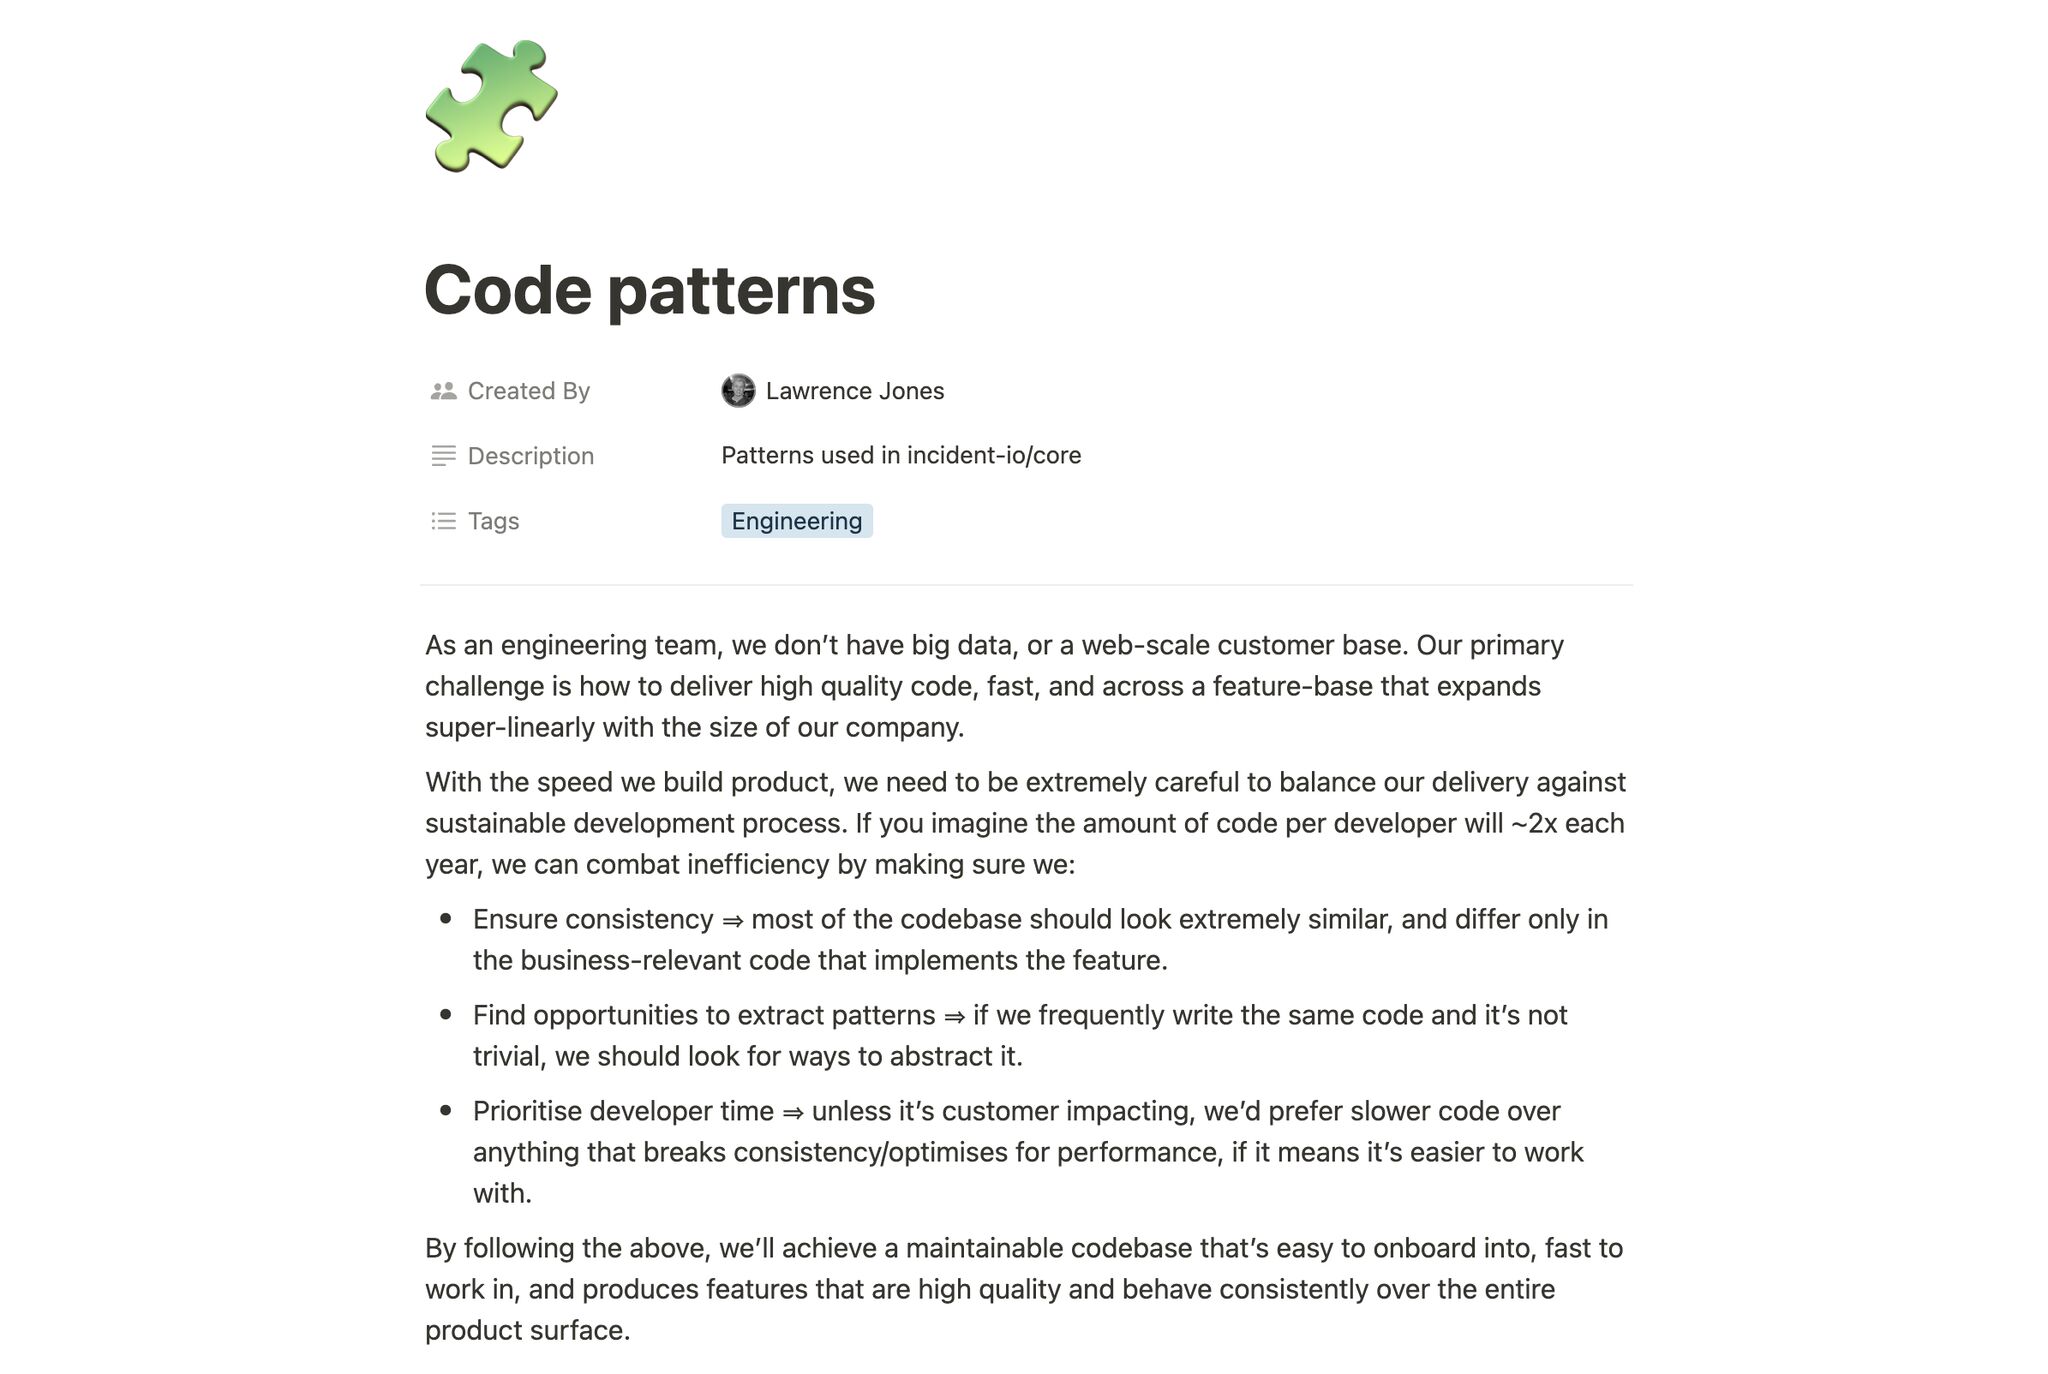 Code patterns
Created By
Lawrence Jones
Description
Patterns used in incident-io/core
Tags
Engineering
As an engineering team, we don’t have big data, or a web-scale customer base. Our primary
challenge is how to deliver high quality code, fast, and across a feature-base that expands
super-linearly with the size of our company.
With the speed we build product, we need to be extremely careful to balance our delivery against
sustainable development process. If you imagine the amount of code per developer will ~2x each
year, we can combat inefficiency by making sure we:
• Ensure consistency ⇒ most of the codebase should look extremely similar, and differ only in
the business-relevant code that implements the feature.
• Find opportunities to extract patterns ⇒ if we frequently write the same code and it’s not
trivial, we should look for ways to abstract it.
• Prioritise developer time ⇒ unless it’s customer impacting, we’d prefer slower code over
anything that breaks consistency/optimises for performance, if it means it’s easier to work
with.
By following the above, we’ll achieve a maintainable codebase that’s easy to onboard into, fast to
work in, and produces features that are high quality and behave consistently over the entire
product surface.